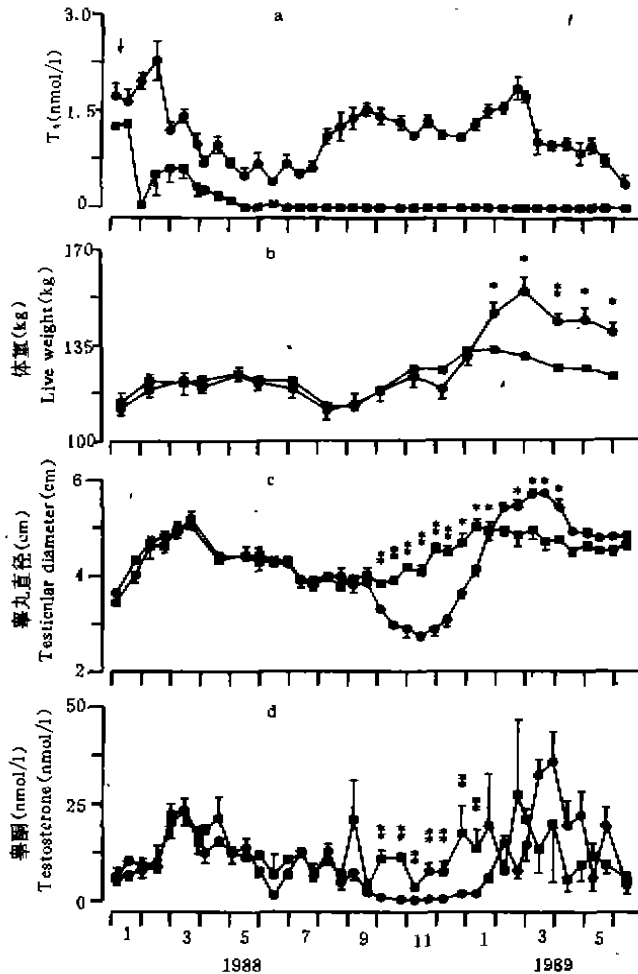 a
3.0
1.5
0
T₄(nmol/l)
b
170
135
100
体重(kg)
Live weight(kg)
* * ** * *
c
6
4
2
睾丸直径(cm)
Testicular diameter(cm)
** ** ** ** ** ** ** * * * * * *
d
50
25
0
睾酮(nmol/l)
Testosterone(nmol/l)
** ** ** ** ** ** **
1 3 5 7 9 11 1 3 5
1988 1989